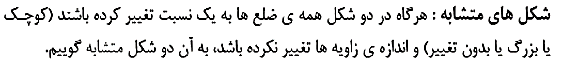 شکل های متشابه : هرگاه در دو شکل همه ی ضلع ها به یک نسبت تغییر کرده باشند (کوچک
یا بزرگ یا بدون تغییر) و اندازه ی زاویه ها تغییر نکرده باشد، به آن دو شکل متشابه گوییم.